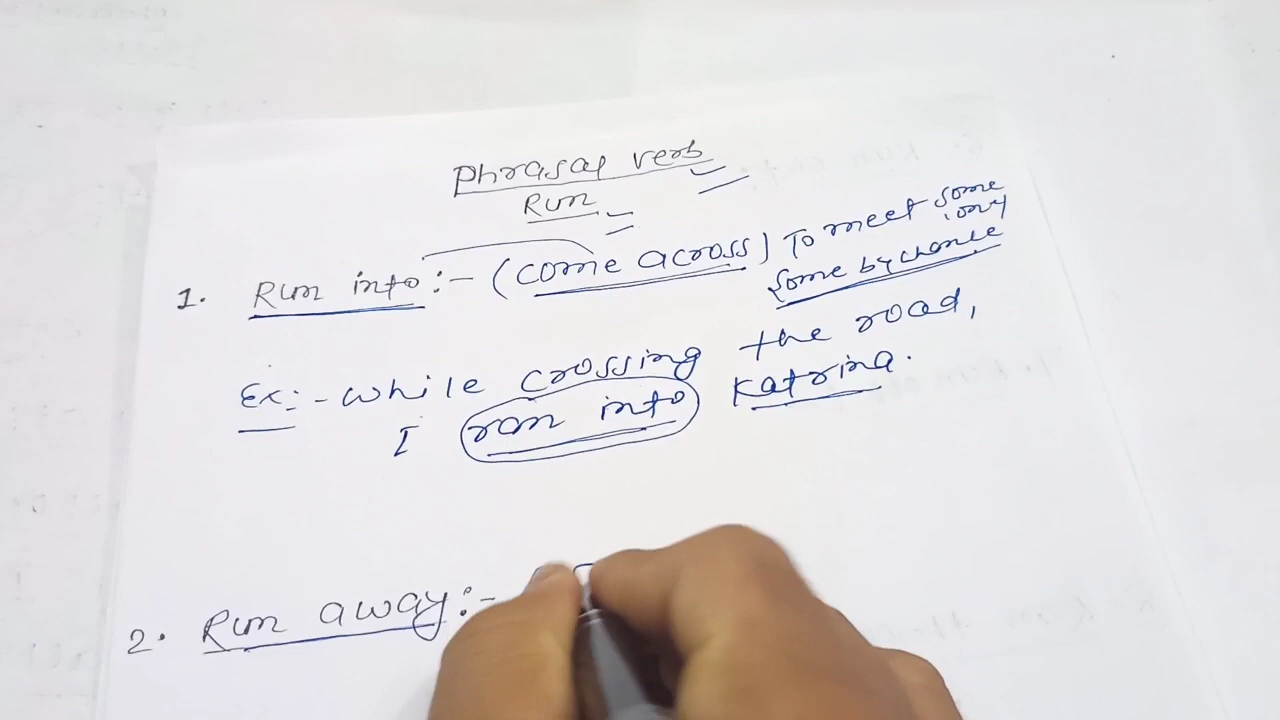 Phrasal verb
Run
1. Run into :- (come across) To meet some
some by chance
Ex:- while crossing the road,
I ran into Katrina.
2. Run away :-